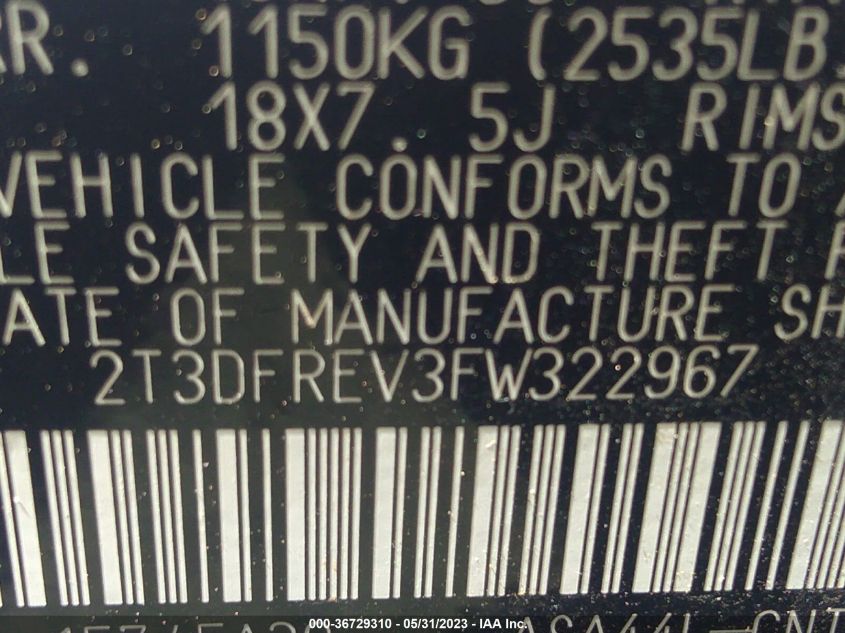 RR. 1150KG (2535LB
18X7. 5J RIMS
VEHICLE CONFORMS TO
LE SAFETY AND THEFT
ATE OF MANUFACTURE SH
2T3DFREV3FW322967
000-36729310 - 05/31/2023 - IAA Inc.